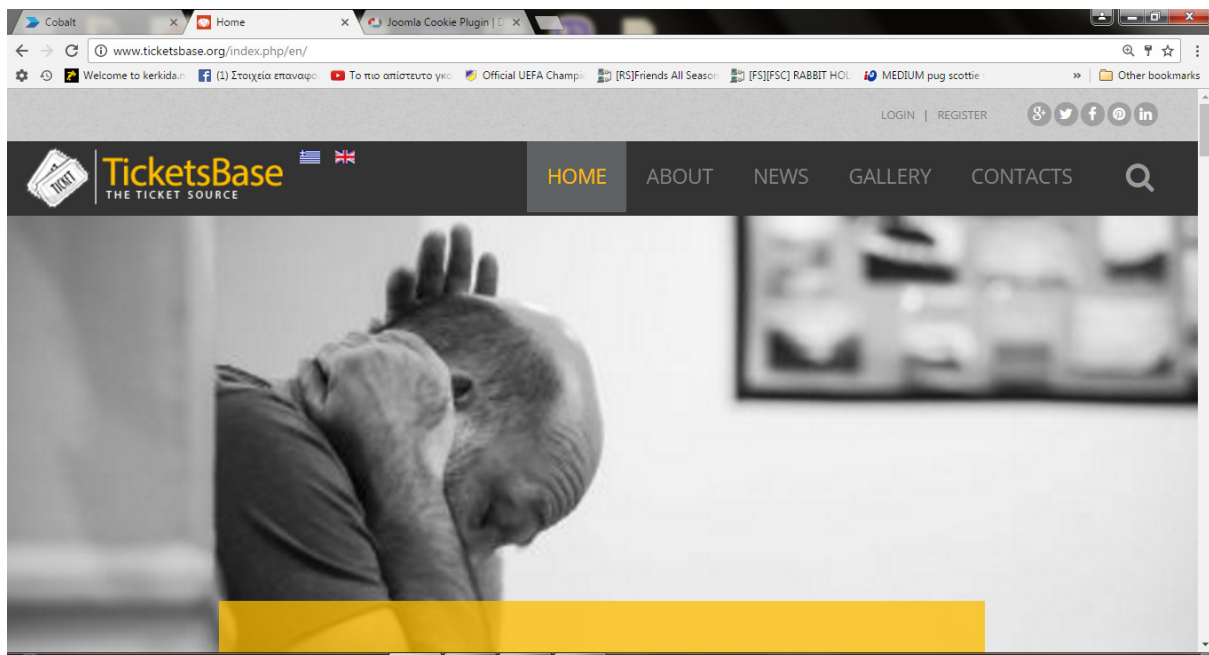 Cobalt
Home
Joomla Cookie Plugin | D
www.ticketsbase.org/index.php/en/
Welcome to kerkida.n
(1) Στοιχεία επαναφο
Το πιο απίστευτο γκο
Official UEFA Champio
[RS]Friends All Season
[FS][FSC] RABBIT HOL
MEDIUM pug scottie
»
Other bookmarks
LOGIN | REGISTER
TICKET
TicketsBase
THE TICKET SOURCE
HOME
ABOUT
NEWS
GALLERY
CONTACTS